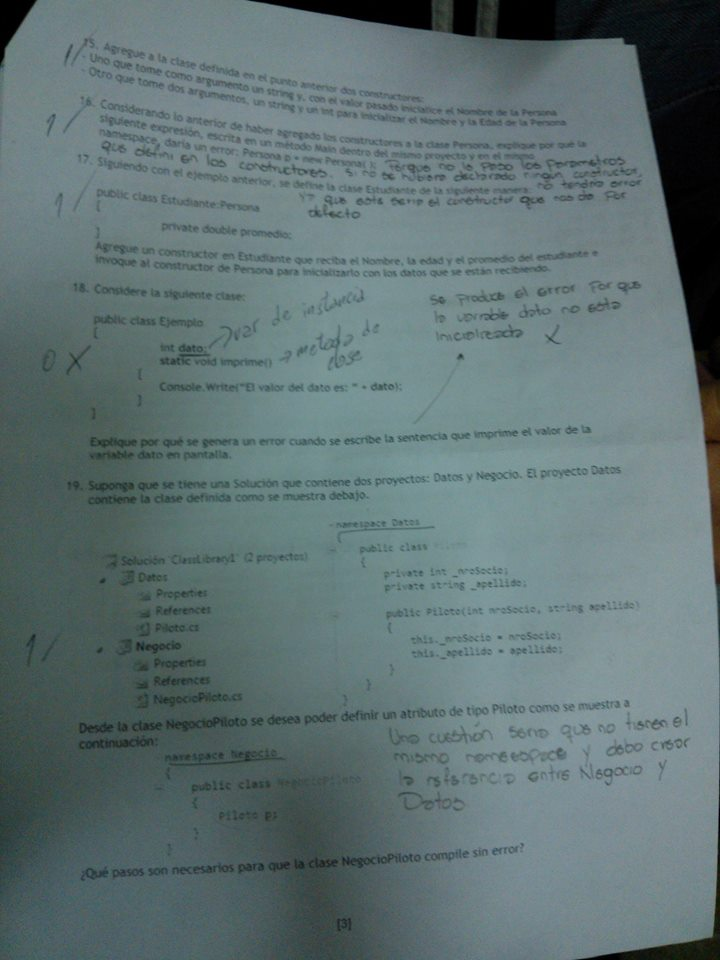 1/
15. Agregue a la clase definida en el punto anterior dos constructores:
- Uno que tome como argumento un string y, con el valor pasado inicialice el Nombre de la Persona
- Otro que tome dos argumentos, un string y un int para inicializar el Nombre y la Edad de la Persona
1/
16. Considerando lo anterior de haber agregado los constructores a la clase Persona, explique por qué la
siguiente expresión, escrita en un método Main dentro del mismo proyecto y en el mismo
namespace, daría un error: Persona p = new Persona(); Porque no le Paso los Parametros
que defini en los constructores. Si no se hubiera declarado ningun constructor,
no tendria error
ya que este seria el constructor que nos da Por
defecto
17. Siguiendo con el ejemplo anterior, se define la clase Estudiante de la siguiente manera:
1/
public class Estudiante:Persona
{
private double promedio;
}
Agregue un constructor en Estudiante que reciba el Nombre, la edad y el promedio del estudiante e
invoque al constructor de Persona para inicializarlo con los datos que se están recibiendo.
18. Considere la siguiente clase:
public class Ejemplo
{
int dato; → var de instancia
static void imprime() → metodo de
clase
{
Console.Write("El valor del dato es: " + dato);
}
}
0 X
Se produce el error Por que
la variable dato no esta
inicializada X
Explique por qué se genera un error cuando se escribe la sentencia que imprime el valor de la
variable dato en pantalla.
19. Suponga que se tiene una Solución que contiene dos proyectos: Datos y Negocio. El proyecto Datos
contiene la clase definida como se muestra debajo.
1/
Solución 'ClassLibrary1' (2 proyectos)
Datos
Properties
References
Piloto.cs
Negocio
Properties
References
NegocioPiloto.cs
namespace Datos
{
public class Piloto
{
private int _nroSocio;
private string _apellido;
public Piloto(int nroSocio, string apellido)
{
this._nroSocio = nroSocio;
this._apellido = apellido;
}
}
}
Desde la clase NegocioPiloto se desea poder definir un atributo de tipo Piloto como se muestra a
continuación:
namespace Negocio
{
public class NegocioPiloto
{
Piloto p;
}
}
Una cuestión seria que no tienen el
mismo namespace y debo crear
la referencia entre Negocio y
Datos
¿Qué pasos son necesarios para que la clase NegocioPiloto compile sin error?
[3]